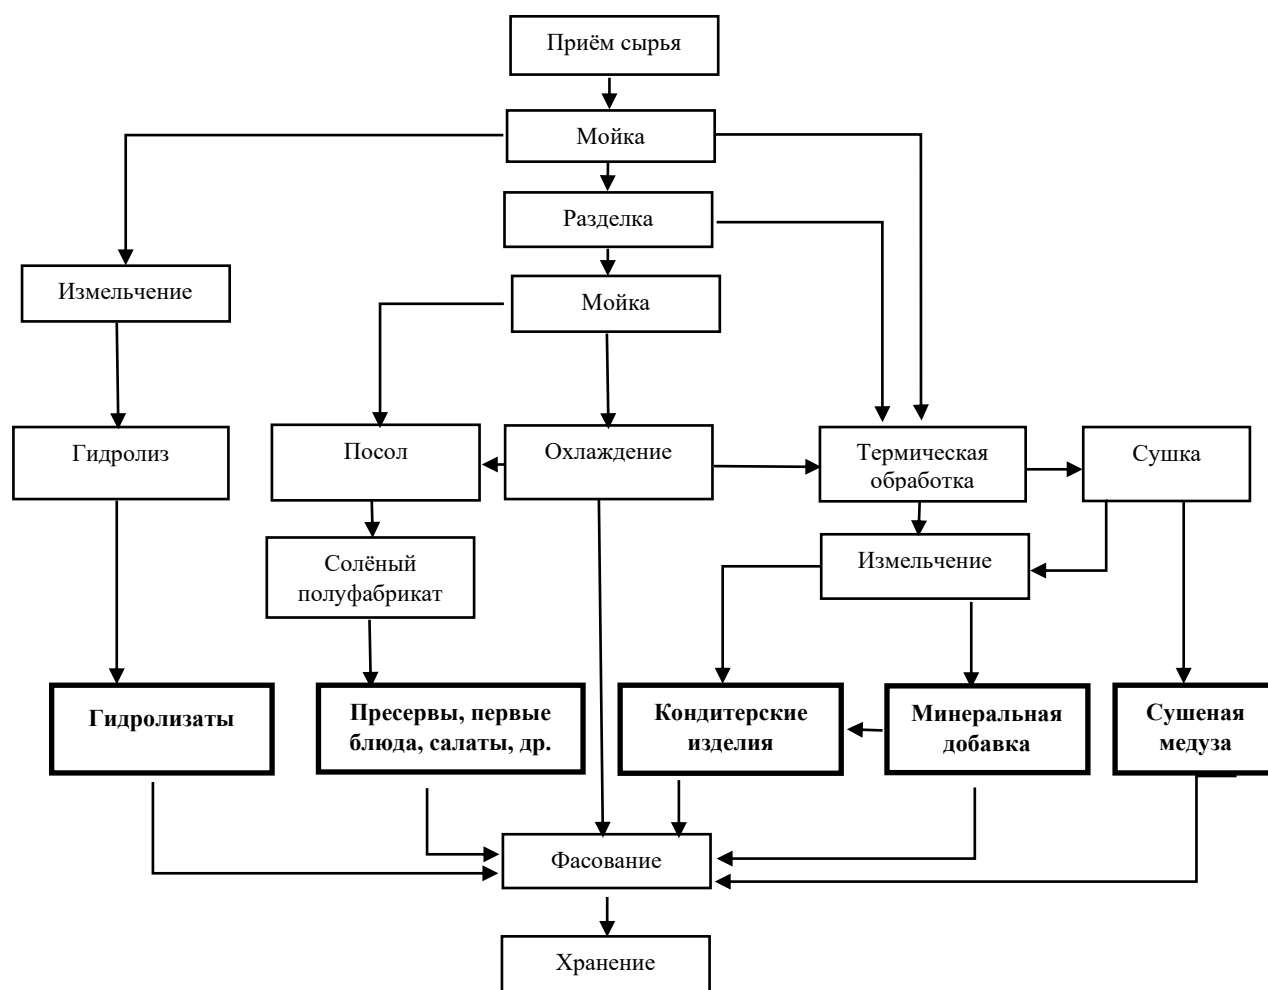 Приём сырья
Мойка
Разделка
Измельчение
Мойка
Гидролиз
Посол
Охлаждение
Термическая
обработка
Сушка
Солёный
полуфабрикат
Измельчение
Гидролизаты
Пресервы, первые
блюда, салаты, др.
Кондитерские
изделия
Минеральная
добавка
Сушеная
медуза
Фасование
Хранение